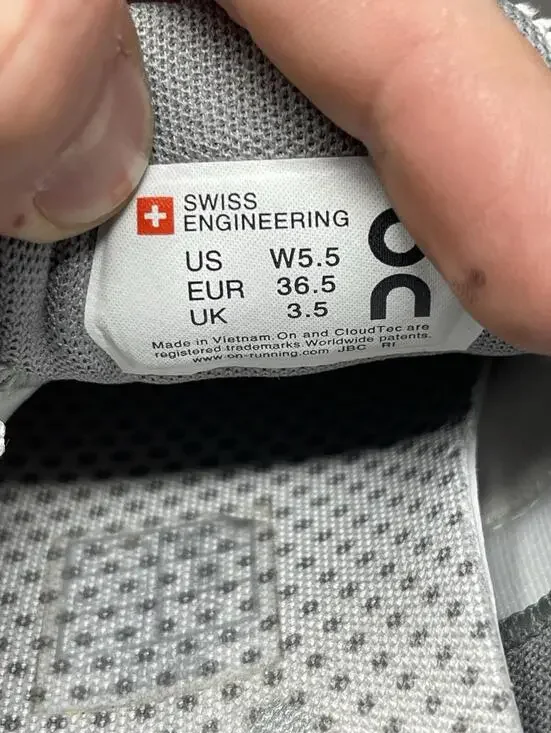 SWISS
ENGINEERING
US W5.5
EUR 36.5
UK 3.5
On
Made in Vietnam. On and CloudTec are
registered trademarks. Worldwide patents.
www.on-running.com JBC RI